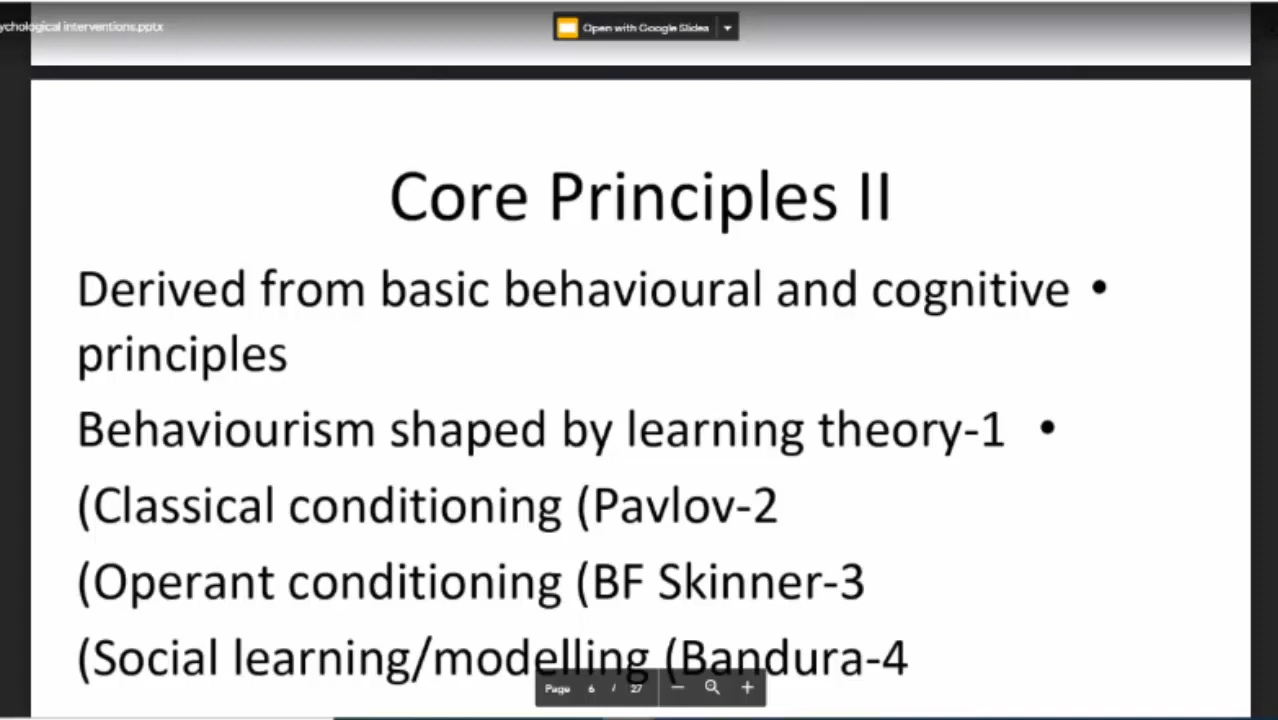 ychological interventions.pptx
Open with Google Slides
Core Principles II
Derived from basic behavioural and cognitive •
principles
Behaviourism shaped by learning theory-1 •
(Classical conditioning (Pavlov-2
(Operant conditioning (BF Skinner-3
(Social learning/modelling (Bandura-4
Page 6 / 27